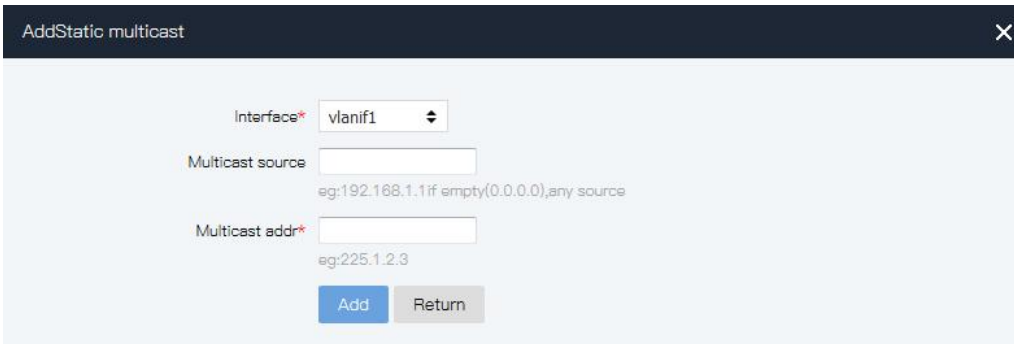 AddStatic multicast
Interface* vlanif1
Multicast source
eg:192.168.1.1if empty(0.0.0.0),any source
Multicast addr*
eg:225.1.2.3
Add Return